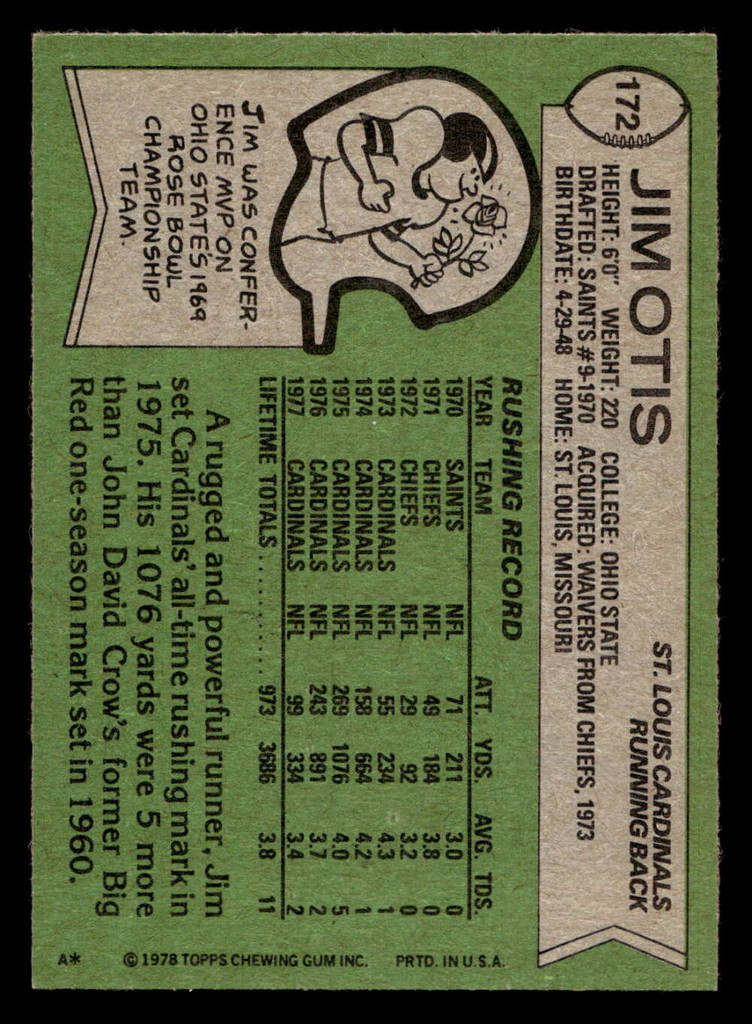 172
JIM OTIS
ST. LOUIS CARDINALS
RUNNING BACK
HEIGHT: 6'0" WEIGHT: 220 COLLEGE: OHIO STATE
DRAFTED: SAINTS #9-1970 ACQUIRED: WAIVERS FROM CHIEFS, 1973
BIRTHDATE: 4-29-48 HOME: ST. LOUIS, MISSOURI
JIM WAS CONFER-
ENCE MVP ON
OHIO STATE'S 1969
ROSE BOWL
CHAMPIONSHIP
TEAM.
RUSHING RECORD
YEAR TEAM ATT. YDS. AVG. TDS.
1970 SAINTS NFL 71 211 3.0 0
1971 CHIEFS NFL 49 184 3.8 0
1972 CHIEFS NFL 29 92 3.2 0
1973 CARDINALS NFL 55 234 4.3 1
1974 CARDINALS NFL 158 664 4.2 1
1975 CARDINALS NFL 269 1076 4.0 5
1976 CARDINALS NFL 243 891 3.7 2
1977 CARDINALS NFL 99 334 3.4 2
LIFETIME TOTALS .......... 973 3686 3.8 11
A rugged and powerful runner, Jim
set Cardinals' all-time rushing mark in
1975. His 1076 yards were 5 more
than John David Crow's former Big
Red one-season mark set in 1960.
A* © 1978 TOPPS CHEWING GUM INC. PRTD. IN U.S.A.